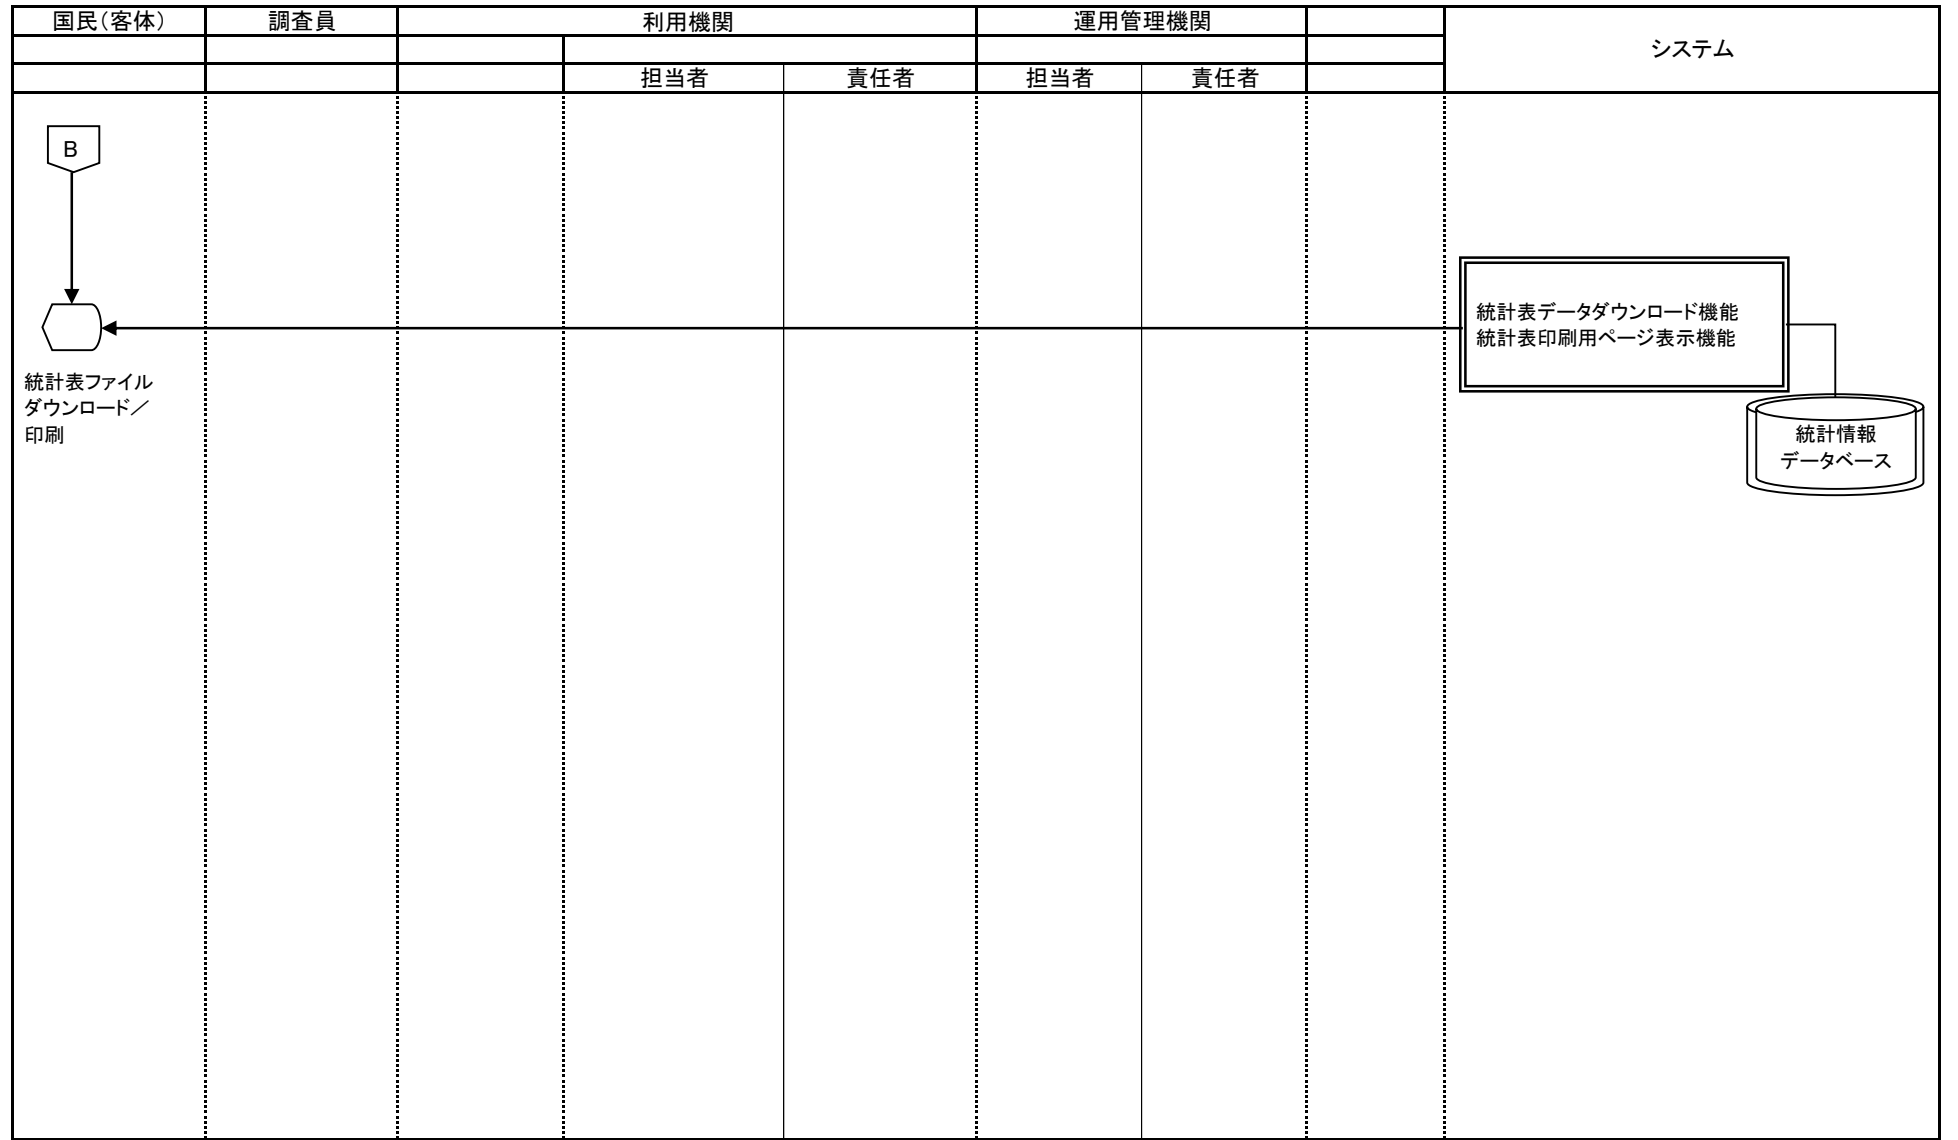 国民（客体）
調査員
利用機関
運用管理機関
システム
担当者
責任者
担当者
責任者
B
統計表データダウンロード機能
統計表印刷用ページ表示機能
統計表ファイル
ダウンロード／
印刷
統計情報
データベース